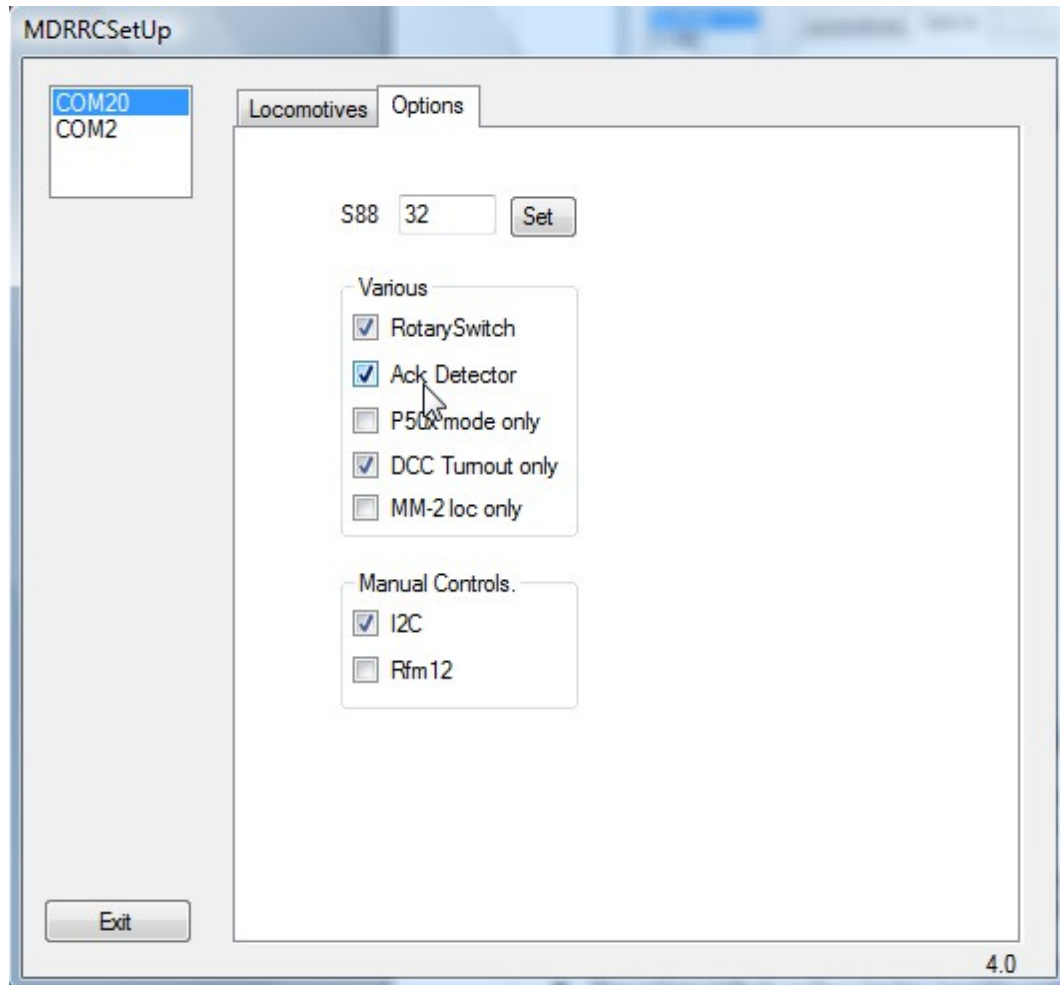 MDRRCSetUp
COM20
COM2
Locomotives
Options
S88
32
Set
Various
RotarySwitch
Ack Detector
P50x mode only
DCC Turnout only
MM-2 loc only
Manual Controls.
I2C
Rfm12
Exit
4.0